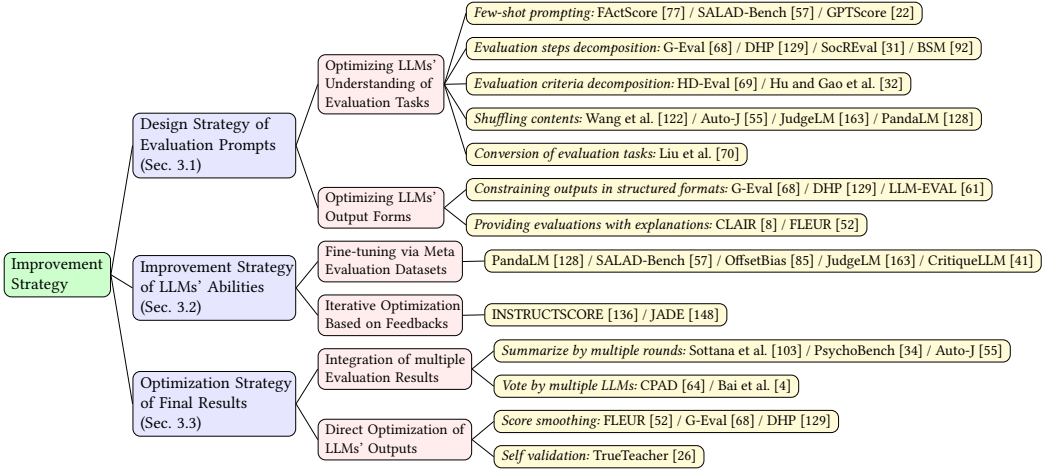 Improvement
Strategy
Design Strategy of
Evaluation Prompts
(Sec. 3.1)
Optimizing LLMs'
Understanding of
Evaluation Tasks
Few-shot prompting: FActScore [77] / SALAD-Bench [57] / GPTScore [22]
Evaluation steps decomposition: G-Eval [68] / DHP [129] / SocREval [31] / BSM [92]
Evaluation criteria decomposition: HD-Eval [69] / Hu and Gao et al. [32]
Shuffling contents: Wang et al. [122] / Auto-J [55] / JudgeLM [163] / PandaLM [128]
Conversion of evaluation tasks: Liu et al. [70]
Optimizing LLMs'
Output Forms
Constraining outputs in structured formats: G-Eval [68] / DHP [129] / LLM-EVAL [61]
Providing evaluations with explanations: CLAIR [8] / FLEUR [52]
Improvement Strategy
of LLMs' Abilities
(Sec. 3.2)
Fine-tuning via Meta
Evaluation Datasets
PandaLM [128] / SALAD-Bench [57] / OffsetBias [85] / JudgeLM [163] / CritiqueLLM [41]
Iterative Optimization
Based on Feedbacks
INSTRUCTSCORE [136] / JADE [148]
Optimization Strategy
of Final Results
(Sec. 3.3)
Integration of multiple
Evaluation Results
Summarize by multiple rounds: Sottana et al. [103] / PsychoBench [34] / Auto-J [55]
Vote by multiple LLMs: CPAD [64] / Bai et al. [4]
Direct Optimization of
LLMs' Outputs
Score smoothing: FLEUR [52] / G-Eval [68] / DHP [129]
Self validation: TrueTeacher [26]